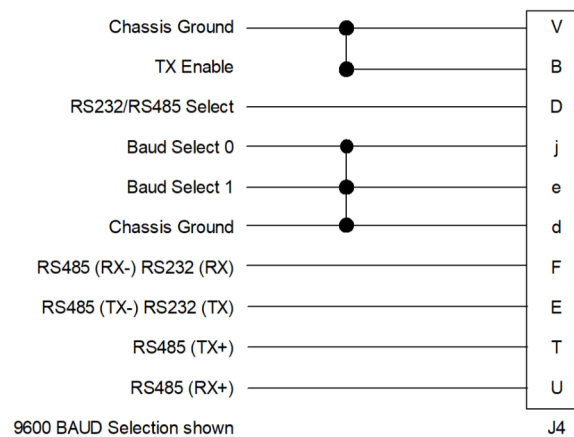 Chassis Ground V
TX Enable B
RS232/RS485 Select D
Baud Select 0 j
Baud Select 1 e
Chassis Ground d
RS485 (RX-) RS232 (RX) F
RS485 (TX-) RS232 (TX) E
RS485 (TX+) T
RS485 (RX+) U
9600 BAUD Selection shown J4